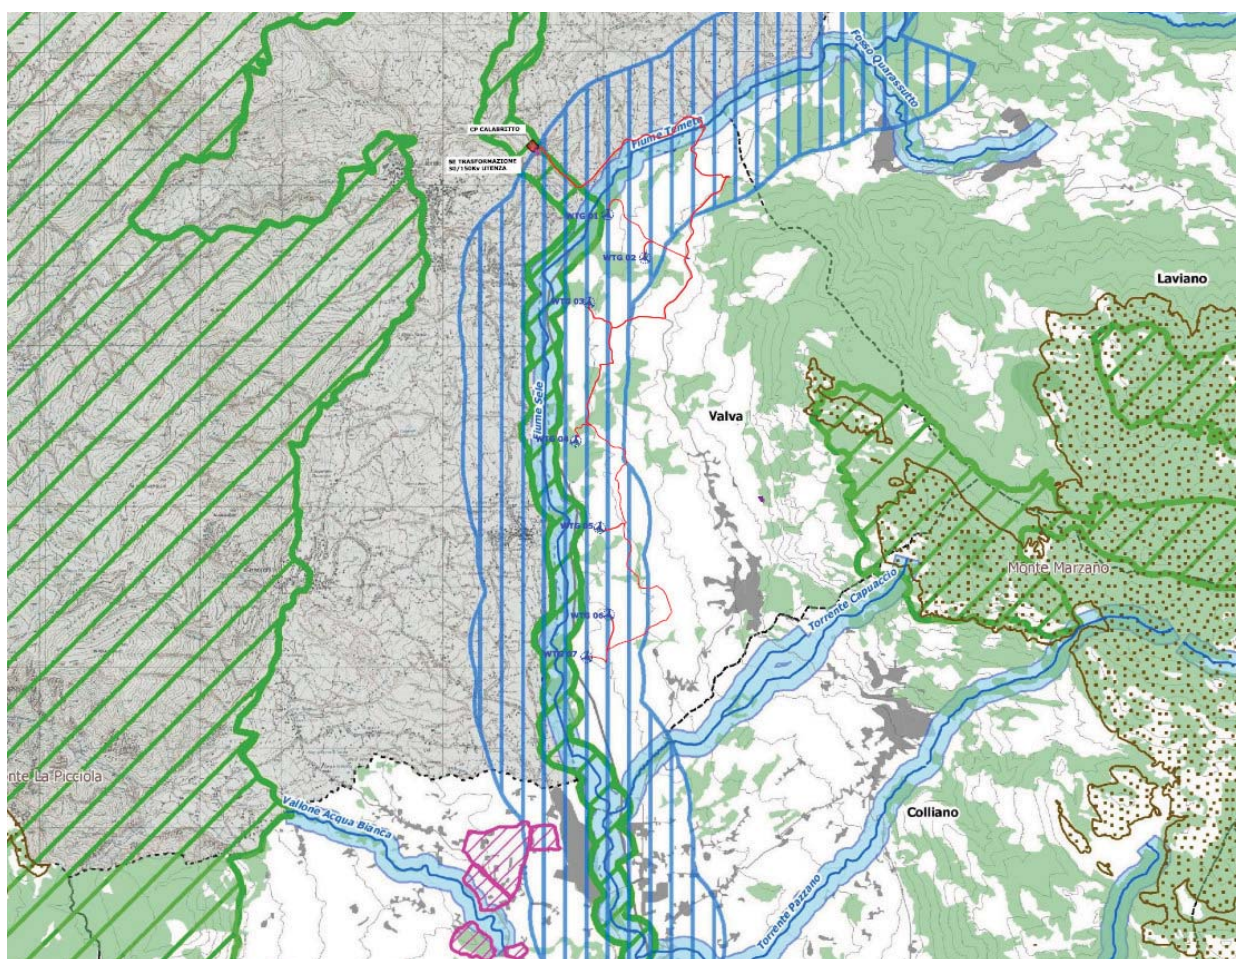 Fosso Quarassutto
CP CALABRITTO
Fiume Temete
SE TRASFORMAZIONE
30/150Kv UTENZA
WTG 01
WTG 02
Laviano
WTG 03
Fiume Sele
Valva
WTG 04
WTG 05
Monte Marzano
Torrente Capuaccio
WTG 06
WTG 07
nte La Picciola
Vallone Acqua Bianca
Colliano
Torrente Pazzano